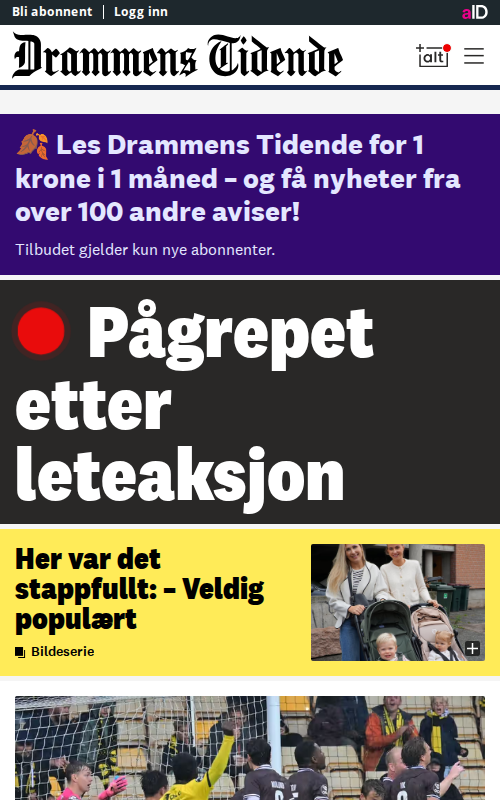 Bli abonnent | Logg inn
aID
Drammens Tidende
+alt
🍂 Les Drammens Tidende for 1
krone i 1 måned – og få nyheter fra
over 100 andre aviser!
Tilbudet gjelder kun nye abonnenter.
Pågrepet
etter
leteaksjon
Her var det
stappfullt: – Veldig
populært
Bildeserie